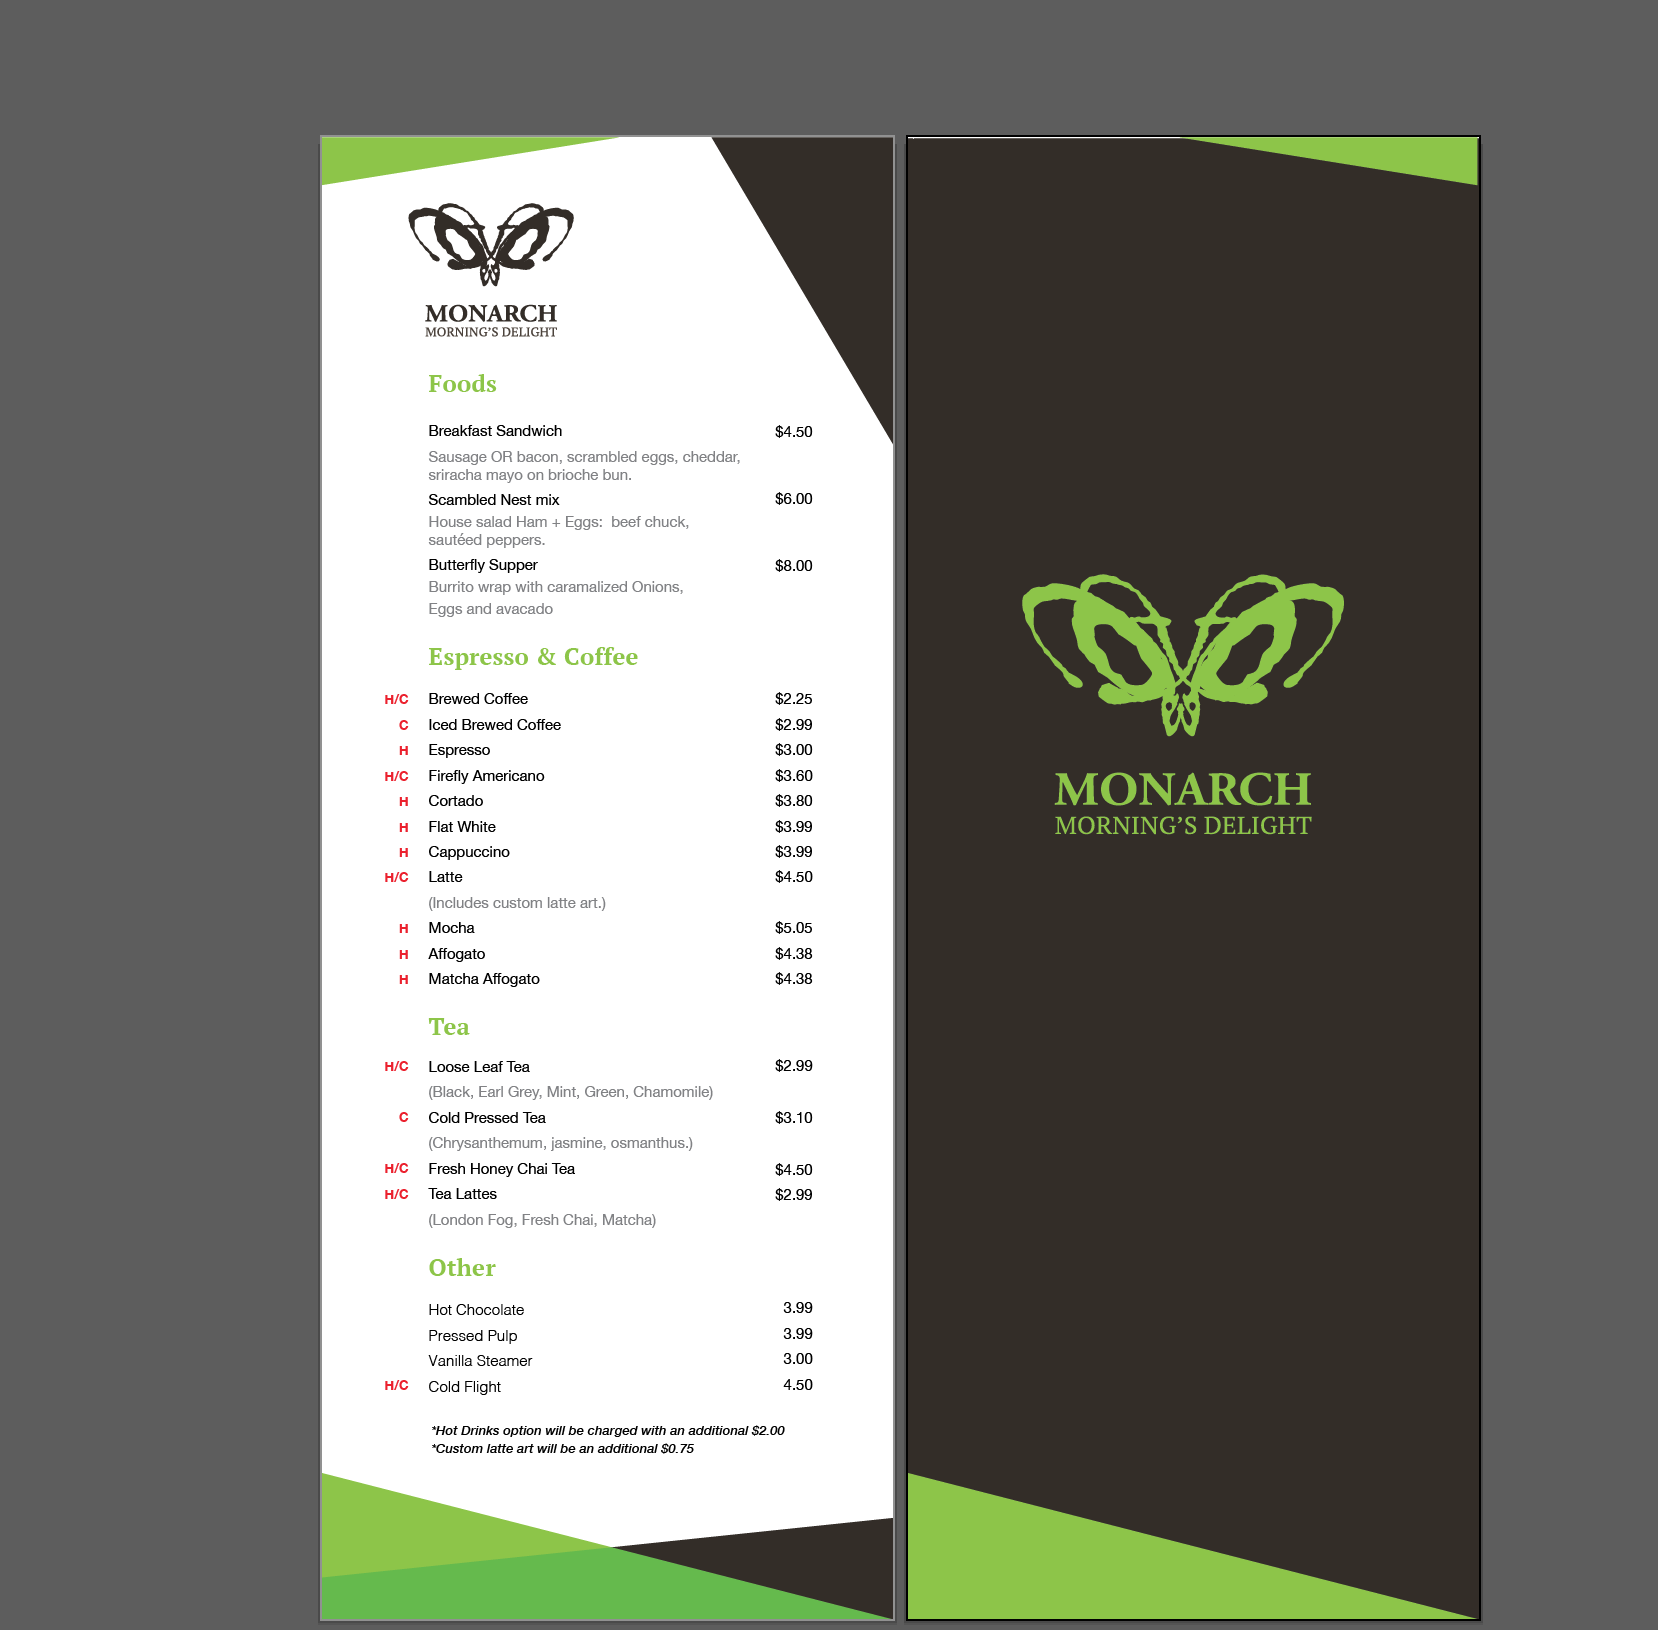 MONARCH
MORNING'S DELIGHT
Foods
Breakfast Sandwich $4.50
Sausage OR bacon, scrambled eggs, cheddar,
sriracha mayo on brioche bun.
Scambled Nest mix $6.00
House salad Ham + Eggs: beef chuck,
sautéed peppers.
Butterfly Supper $8.00
Burrito wrap with caramalized Onions,
Eggs and avacado
Espresso & Coffee
H/C Brewed Coffee $2.25
C Iced Brewed Coffee $2.99
H Espresso $3.00
H/C Firefly Americano $3.60
H Cortado $3.80
H Flat White $3.99
H Cappuccino $3.99
H/C Latte $4.50
(Includes custom latte art.)
H Mocha $5.05
H Affogato $4.38
H Matcha Affogato $4.38
Tea
H/C Loose Leaf Tea $2.99
(Black, Earl Grey, Mint, Green, Chamomile)
C Cold Pressed Tea $3.10
(Chrysanthemum, jasmine, osmanthus.)
H/C Fresh Honey Chai Tea $4.50
H/C Tea Lattes $2.99
(London Fog, Fresh Chai, Matcha)
Other
Hot Chocolate 3.99
Pressed Pulp 3.99
Vanilla Steamer 3.00
H/C Cold Flight 4.50
*Hot Drinks option will be charged with an additional $2.00
*Custom latte art will be an additional $0.75
MONARCH
MORNING'S DELIGHT